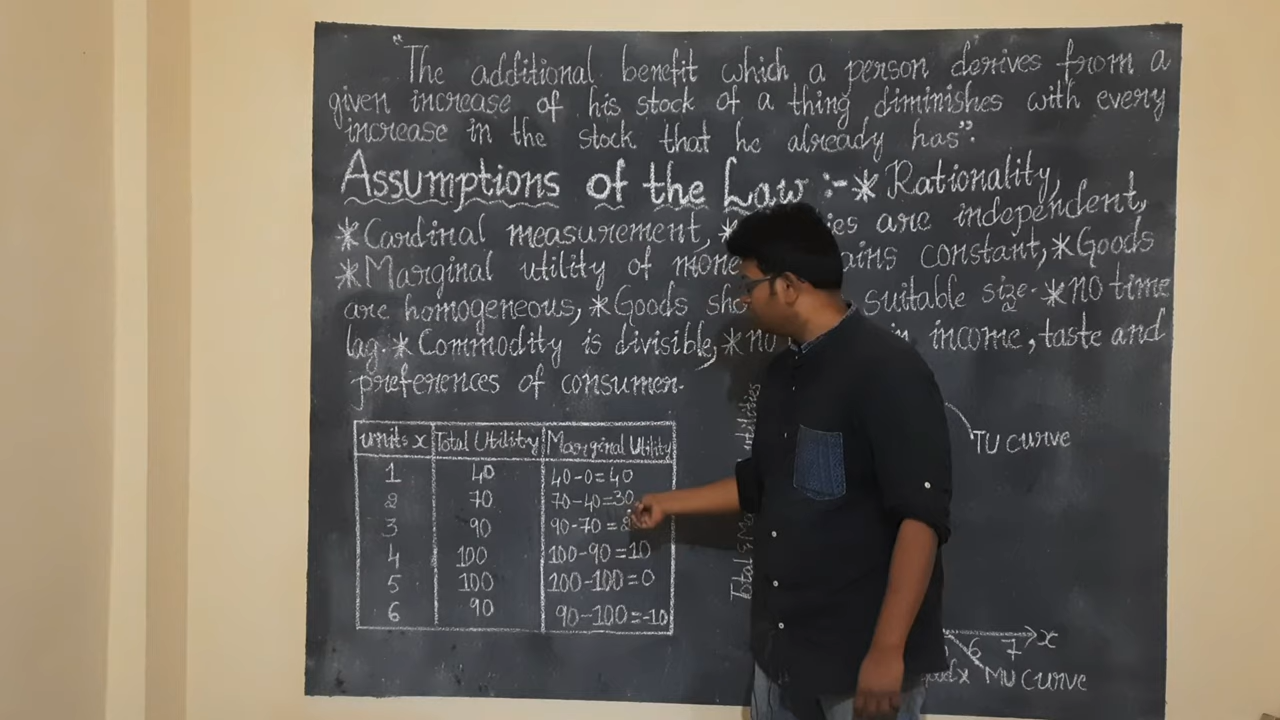 "The additional benefit which a person derives from a
given increase of his stock of a thing diminishes with every
increase in the stock that he already has".
Assumptions of the Law :- * Rationality,
* Cardinal measurement, * are independent,
* Marginal utility of constant, * Goods
are homogeneous, * Goods suitable size. * no time
lag. * Commodity is divisible, * no in income, taste and
preferences of consumer.
units x Total Utility Marginal Utility
1 40 40-0=40
2 70 70-40=30
3 90 90-70=
4 100 100-90=10
5 100 100-100=0
6 90 90-100=-10
Total &
utilities
TU curve
6 7 x
MU curve